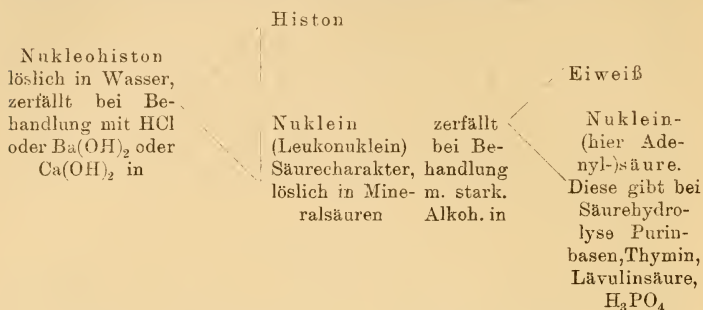 Histon
Nukleohiston
löslich in Wasser,
zerfällt bei Be-
handlung mit HCl
oder Ba(OH)₂ oder
Ca(OH)₂ in
Nuklein zerfällt
(Leukonuklein) bei Be-
Säurecharakter, handlung
löslich in Mine- m. stark.
ralsäuren Alkoh. in
Eiweiß
Nuklein-
(hier Ade-
nyl-)säure.
Diese gibt bei
Säurehydro-
lyse Purin-
basen, Thymin,
Lävulinsäure,
H₃PO₄